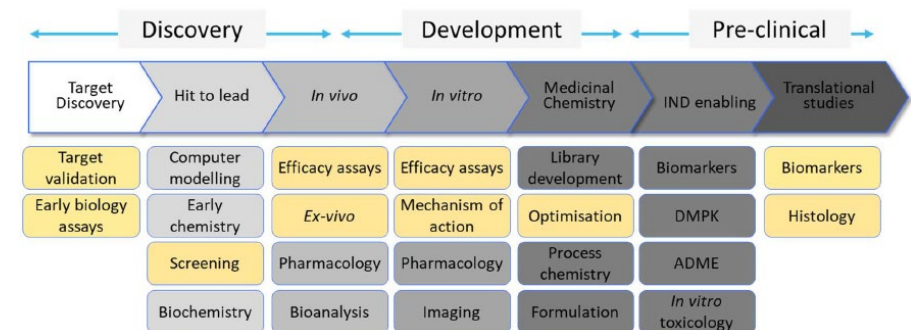 Discovery
Development
Pre-clinical
Target
Discovery
Hit to lead
In vivo
In vitro
Medicinal
Chemistry
IND enabling
Translational
studies
Target
validation
Early biology
assays
Computer
modelling
Early
chemistry
Screening
Biochemistry
Efficacy assays
Ex-vivo
Pharmacology
Bioanalysis
Efficacy assays
Mechanism of
action
Pharmacology
Imaging
Library
development
Optimisation
Process
chemistry
Formulation
Biomarkers
DMPK
ADME
In vitro
toxicology
Biomarkers
Histology